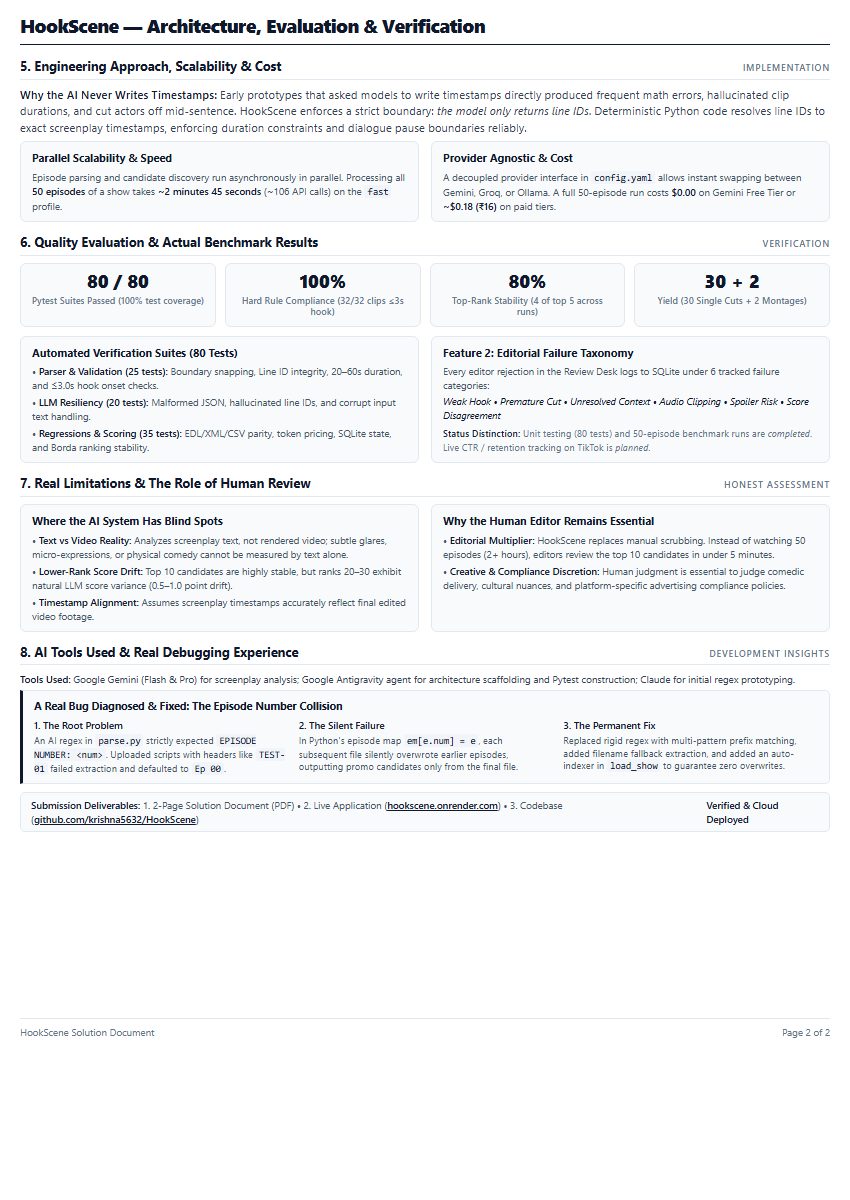 HookScene — Architecture, Evaluation & Verification
5. Engineering Approach, Scalability & Cost
IMPLEMENTATION
Why the AI Never Writes Timestamps: Early prototypes that asked models to write timestamps directly produced frequent math errors, hallucinated clip
durations, and cut actors off mid-sentence. HookScene enforces a strict boundary: the model only returns line IDs. Deterministic Python code resolves line IDs to
exact screenplay timestamps, enforcing duration constraints and dialogue pause boundaries reliably.
Parallel Scalability & Speed
Episode parsing and candidate discovery run asynchronously in parallel. Processing all
50 episodes of a show takes ~2 minutes 45 seconds (~106 API calls) on the fast
profile.
Provider Agnostic & Cost
A decoupled provider interface in config.yaml allows instant swapping between
Gemini, Groq, or Ollama. A full 50-episode run costs $0.00 on Gemini Free Tier or
~$0.18 (₹16) on paid tiers.
6. Quality Evaluation & Actual Benchmark Results
VERIFICATION
80 / 80
Pytest Suites Passed (100% test coverage)
100%
Hard Rule Compliance (32/32 clips ≤3s
hook)
80%
Top-Rank Stability (4 of top 5 across
runs)
30 + 2
Yield (30 Single Cuts + 2 Montages)
Automated Verification Suites (80 Tests)
• Parser & Validation (25 tests): Boundary snapping, Line ID integrity, 20–60s duration,
and ≤3.0s hook onset checks.
• LLM Resiliency (20 tests): Malformed JSON, hallucinated line IDs, and corrupt input
text handling.
• Regressions & Scoring (35 tests): EDL/XML/CSV parity, token pricing, SQLite state,
and Borda ranking stability.
Feature 2: Editorial Failure Taxonomy
Every editor rejection in the Review Desk logs to SQLite under 6 tracked failure
categories:
Weak Hook • Premature Cut • Unresolved Context • Audio Clipping • Spoiler Risk • Score
Disagreement
Status Distinction: Unit testing (80 tests) and 50-episode benchmark runs are completed.
Live CTR / retention tracking on TikTok is planned.
7. Real Limitations & The Role of Human Review
HONEST ASSESSMENT
Where the AI System Has Blind Spots
• Text vs Video Reality: Analyzes screenplay text, not rendered video; subtle glares,
micro-expressions, or physical comedy cannot be measured by text alone.
• Lower-Rank Score Drift: Top 10 candidates are highly stable, but ranks 20–30 exhibit
natural LLM score variance (0.5–1.0 point drift).
• Timestamp Alignment: Assumes screenplay timestamps accurately reflect final edited
video footage.
Why the Human Editor Remains Essential
• Editorial Multiplier: HookScene replaces manual scrubbing. Instead of watching 50
episodes (2+ hours), editors review the top 10 candidates in under 5 minutes.
• Creative & Compliance Discretion: Human judgment is essential to judge comedic
delivery, cultural nuances, and platform-specific advertising compliance policies.
8. AI Tools Used & Real Debugging Experience
DEVELOPMENT INSIGHTS
Tools Used: Google Gemini (Flash & Pro) for screenplay analysis; Google Antigravity agent for architecture scaffolding and Pytest construction; Claude for initial regex prototyping.
A Real Bug Diagnosed & Fixed: The Episode Number Collision
1. The Root Problem
An AI regex in parse.py strictly expected EPISODE
NUMBER: <num>. Uploaded scripts with headers like TEST-
01 failed extraction and defaulted to Ep 00.
2. The Silent Failure
In Python's episode map em[e.num] = e, each
subsequent file silently overwrote earlier episodes,
outputting promo candidates only from the final file.
3. The Permanent Fix
Replaced rigid regex with multi-pattern prefix matching,
added filename fallback extraction, and added an auto-
indexer in load_show to guarantee zero overwrites.
Submission Deliverables: 1. 2-Page Solution Document (PDF) • 2. Live Application (hookscene.onrender.com) • 3. Codebase
(github.com/krishna5632/HookScene)
Verified & Cloud
Deployed
HookScene Solution Document
Page 2 of 2